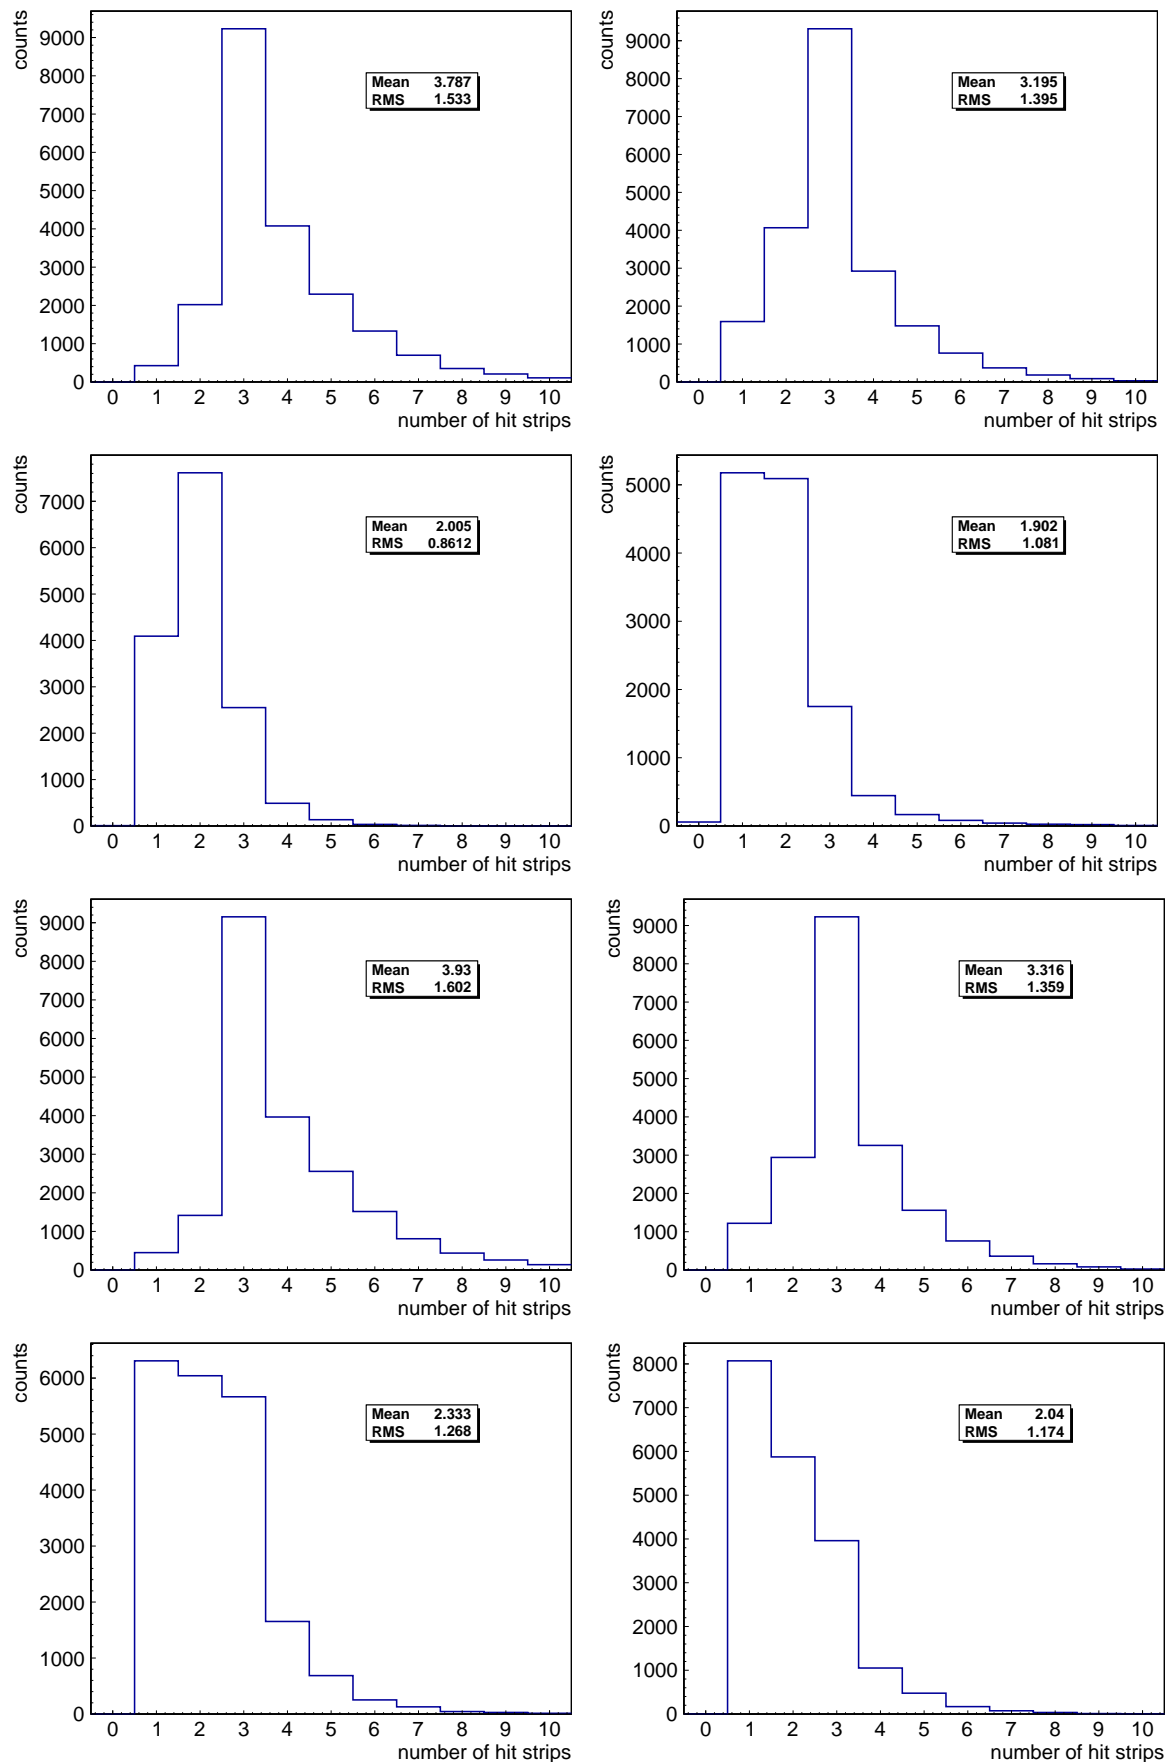 counts
9000
8000
7000
6000
5000
4000
3000
2000
1000
0
Mean 3.787
RMS 1.533
0 1 2 3 4 5 6 7 8 9 10
number of hit strips
counts
9000
8000
7000
6000
5000
4000
3000
2000
1000
0
Mean 3.195
RMS 1.395
0 1 2 3 4 5 6 7 8 9 10
number of hit strips
counts
7000
6000
5000
4000
3000
2000
1000
0
Mean 2.005
RMS 0.8612
0 1 2 3 4 5 6 7 8 9 10
number of hit strips
counts
5000
4000
3000
2000
1000
0
Mean 1.902
RMS 1.081
0 1 2 3 4 5 6 7 8 9 10
number of hit strips
counts
9000
8000
7000
6000
5000
4000
3000
2000
1000
0
Mean 3.93
RMS 1.602
0 1 2 3 4 5 6 7 8 9 10
number of hit strips
counts
9000
8000
7000
6000
5000
4000
3000
2000
1000
0
Mean 3.316
RMS 1.359
0 1 2 3 4 5 6 7 8 9 10
number of hit strips
counts
6000
5000
4000
3000
2000
1000
0
Mean 2.333
RMS 1.268
0 1 2 3 4 5 6 7 8 9 10
number of hit strips
counts
8000
7000
6000
5000
4000
3000
2000
1000
0
Mean 2.04
RMS 1.174
0 1 2 3 4 5 6 7 8 9 10
number of hit strips